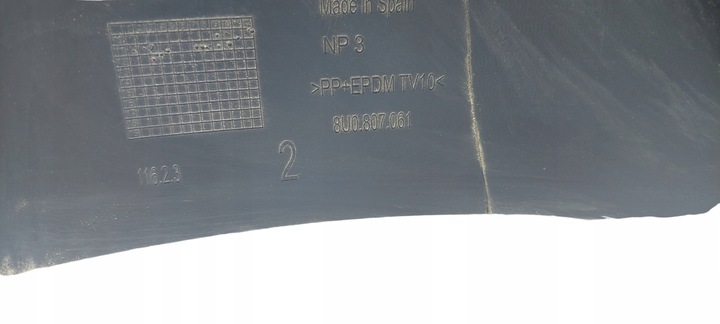 Made in Spain
NP 3
>PP+EPDM TV10<
8U0.807.061
2
116.2.3